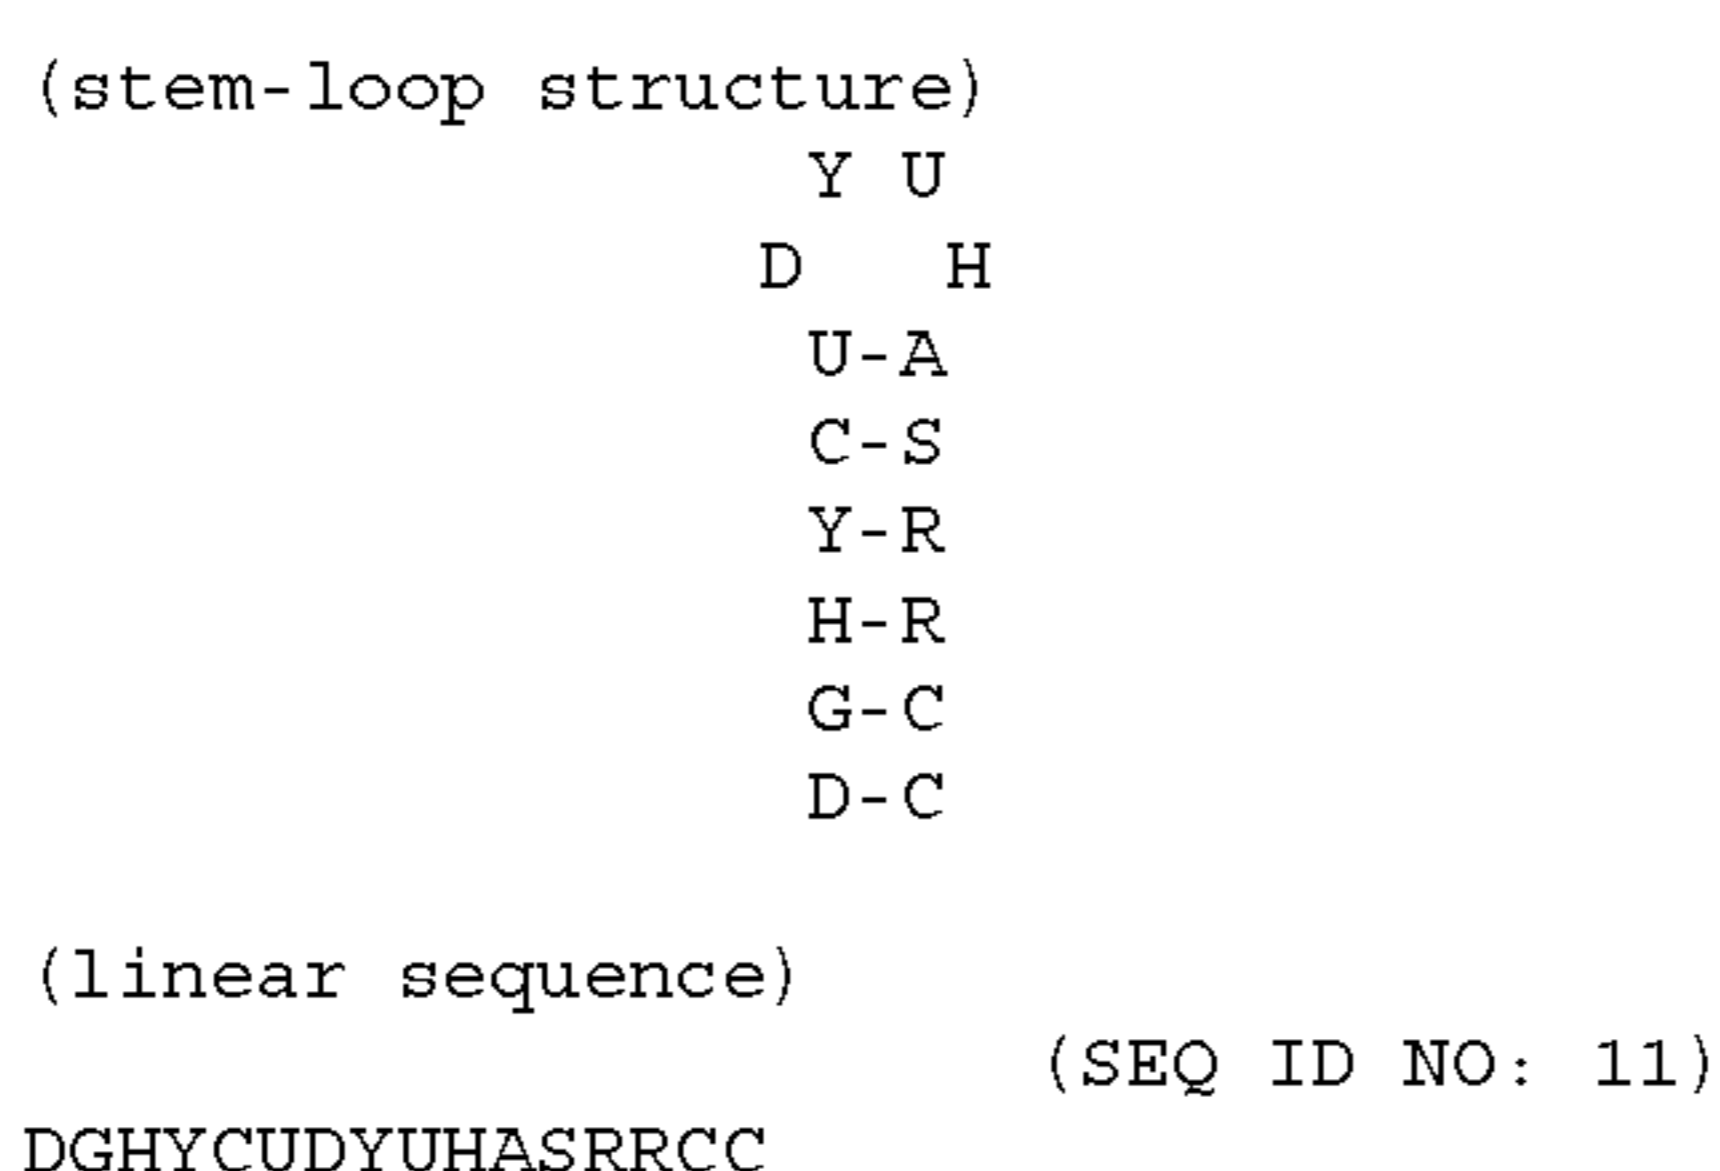 (stem-loop structure)
Y U
D H
U-A
C-S
Y-R
H-R
G-C
D-C
(linear sequence)
(SEQ ID NO: 11)
DGHYCUDYUHASRRCC